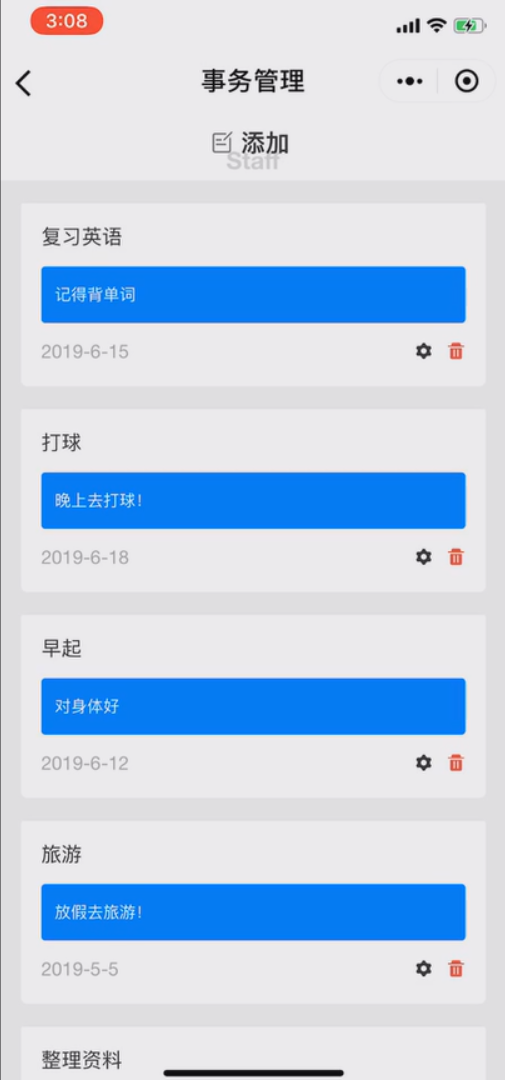 3:08
事务管理
添加
Staff
复习英语
记得背单词
2019-6-15
打球
晚上去打球！
2019-6-18
早起
对身体好
2019-6-12
旅游
放假去旅游！
2019-5-5
整理资料